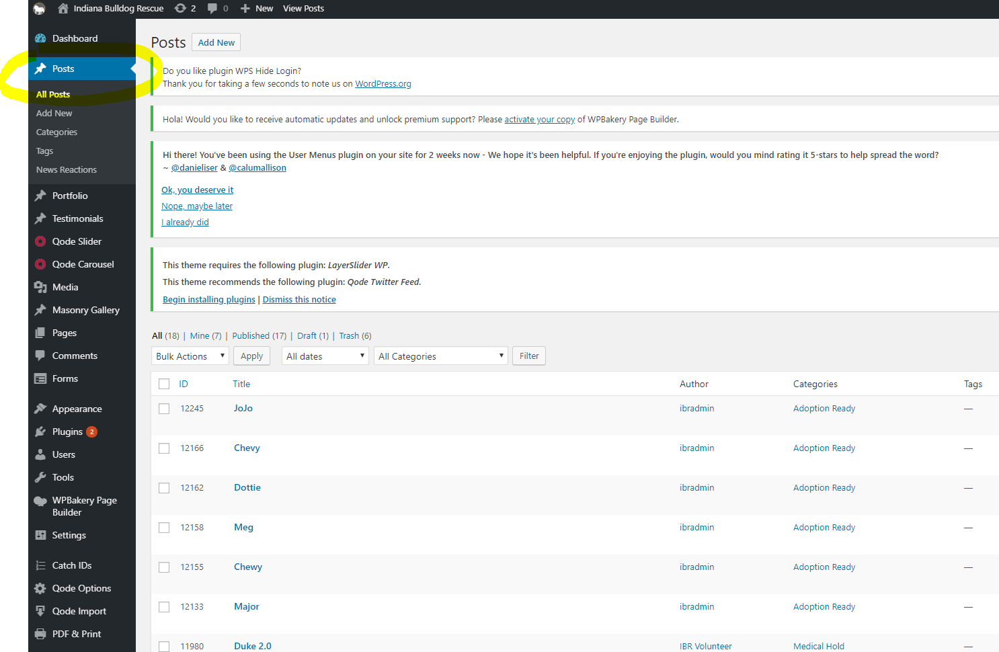 Indiana Bulldog Rescue 2 0 New View Posts
Dashboard
Posts
All Posts
Add New
Categories
Tags
News Reactions
Portfolio
Testimonials
Qode Slider
Qode Carousel
Media
Masonry Gallery
Pages
Comments
Forms
Appearance
Plugins 2
Users
Tools
WPBakery Page
Builder
Settings
Catch IDs
Qode Options
Qode Import
PDF & Print
Posts Add New
Do you like plugin WPS Hide Login?
Thank you for taking a few seconds to note us on WordPress.org
Hola! Would you like to receive automatic updates and unlock premium support? Please activate your copy of WPBakery Page Builder.
Hi there! You've been using the User Menus plugin on your site for 2 weeks now - We hope it's been helpful. If you're enjoying the plugin, would you mind rating it 5-stars to help spread the word?
~ @danieliser & @calumallison
Ok, you deserve it
Nope, maybe later
I already did
This theme requires the following plugin: LayerSlider WP.
This theme recommends the following plugin: Qode Twitter Feed.
Begin installing plugins | Dismiss this notice
All (18) | Mine (7) | Published (17) | Draft (1) | Trash (6)
Bulk Actions Apply All dates All Categories Filter
ID Title Author Categories Tags
12245 JoJo ibradmin Adoption Ready —
12166 Chevy ibradmin Adoption Ready —
12162 Dottie ibradmin Adoption Ready —
12158 Meg ibradmin Adoption Ready —
12155 Chewy ibradmin Adoption Ready —
12133 Major ibradmin Adoption Ready —
11980 Duke 2.0 IBR Volunteer Medical Hold —